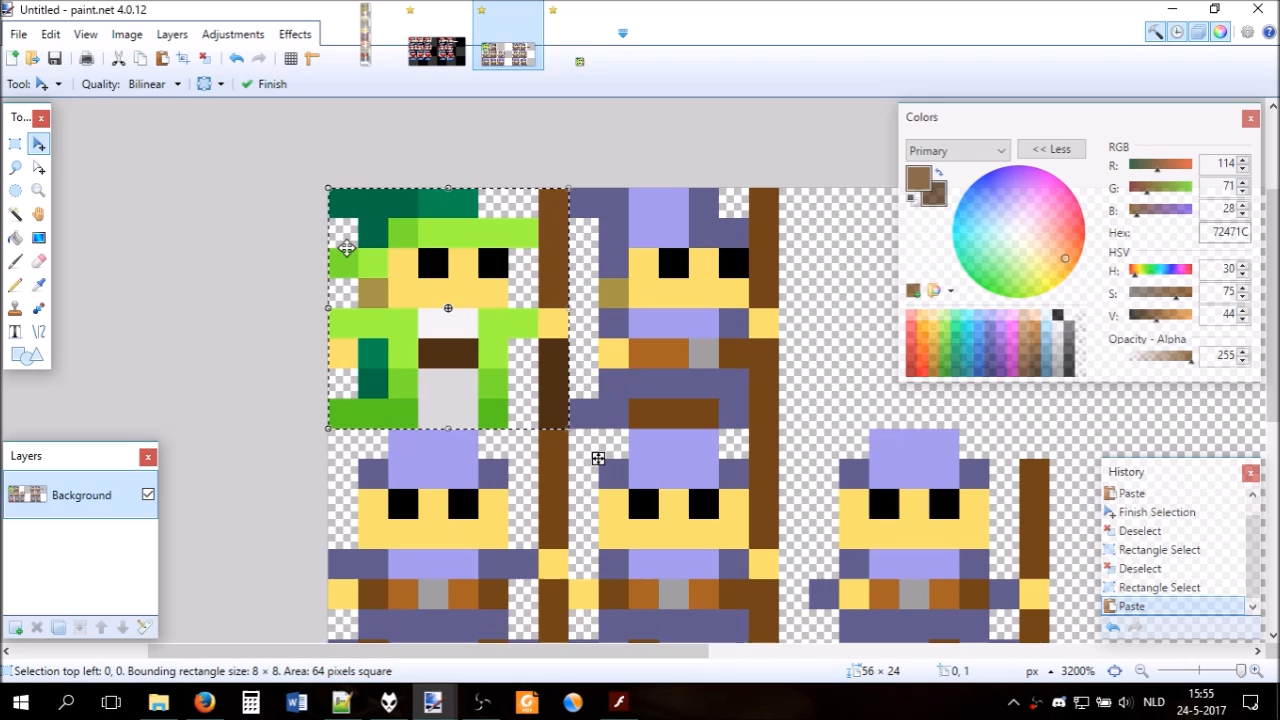 Untitled - paint.net 4.0.12
File Edit View Image Layers Adjustments Effects
Tool: Quality: Bilinear Finish
To...
Colors
Primary << Less RGB
R: 114
G: 71
B: 28
Hex: 72471C
HSV
H: 30
S: 75
V: 44
Opacity - Alpha
255
Layers
Background
History
Paste
Finish Selection
Deselect
Rectangle Select
Deselect
Rectangle Select
Paste
Selection top left: 0, 0. Bounding rectangle size: 8 × 8. Area: 64 pixels square 56 × 24 0, 1 px 3200%
NLD 15:55
24-5-2017